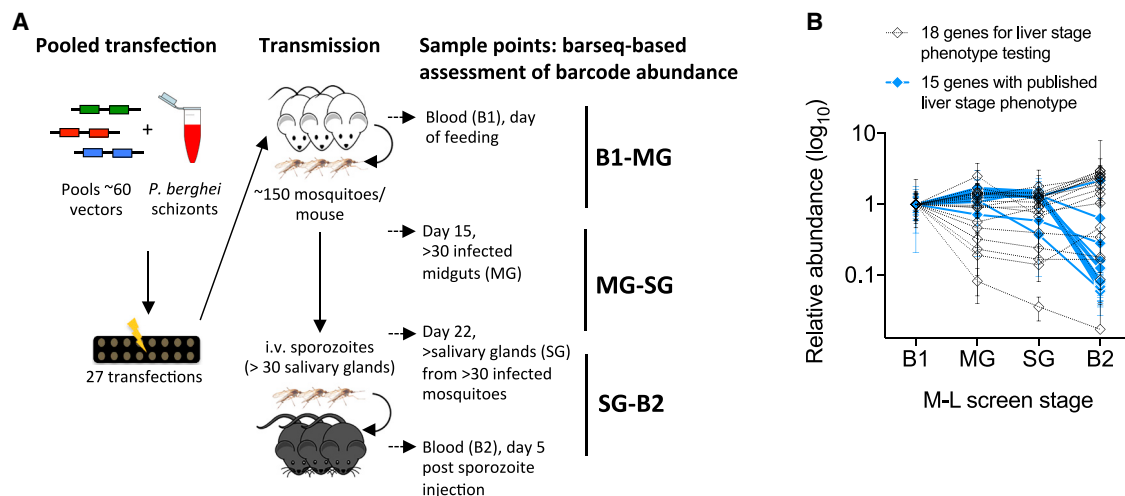 A
Pooled transfection
Pools ~60
vectors
+
P. berghei
schizonts
27 transfections
Transmission
~150 mosquitoes/
mouse
i.v. sporozoites
(> 30 salivary glands)
Sample points: barseq-based
assessment of barcode abundance
Blood (B1), day
of feeding
Day 15,
>30 infected
midguts (MG)
Day 22,
>salivary glands (SG)
from >30 infected
mosquitoes
Blood (B2), day 5
post sporozoite
injection
B1-MG
MG-SG
SG-B2
B
18 genes for liver stage
phenotype testing
15 genes with published
liver stage phenotype
Relative abundance (log10)
10
1
0.1
B1 MG SG B2
M-L screen stage